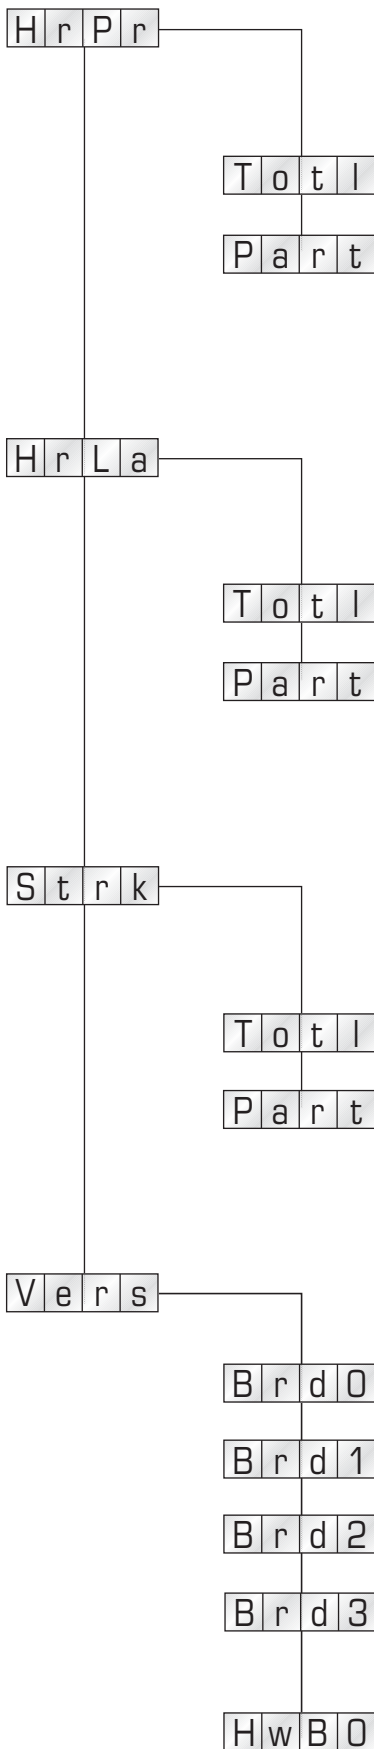 HrPr
Totl
Part
HrLa
Totl
Part
Strk
Totl
Part
Vers
Brd0
Brd1
Brd2
Brd3
HwB0